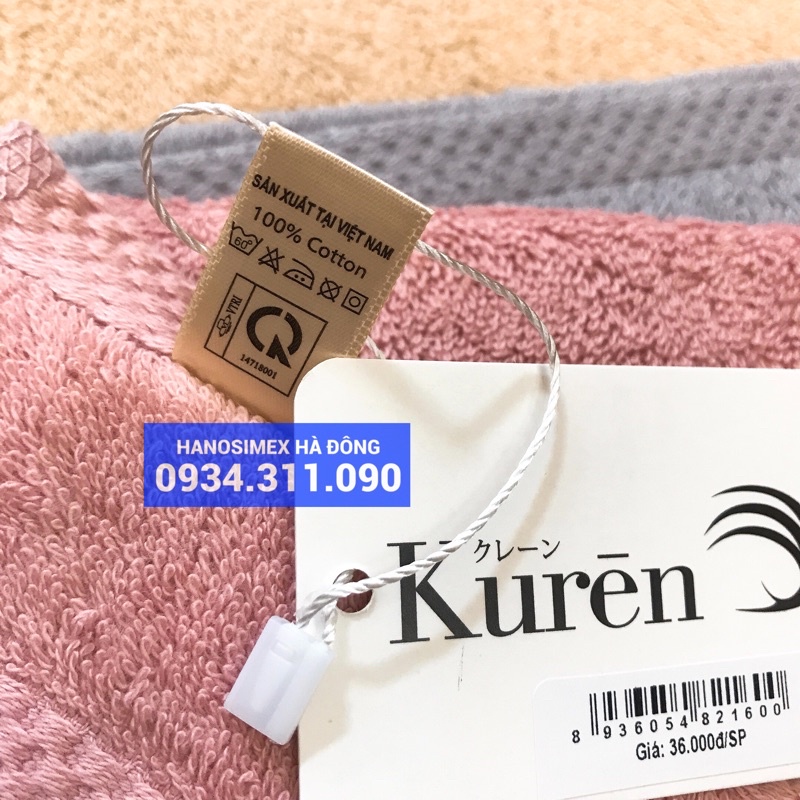 SẢN XUẤT TẠI VIỆT NAM
100% Cotton
60°
VTRI
14718001
HANOSIMEX HÀ ĐÔNG
0934.311.090
クレーン
Kurēn
8 936054 821600
Giá: 36.000đ/SP